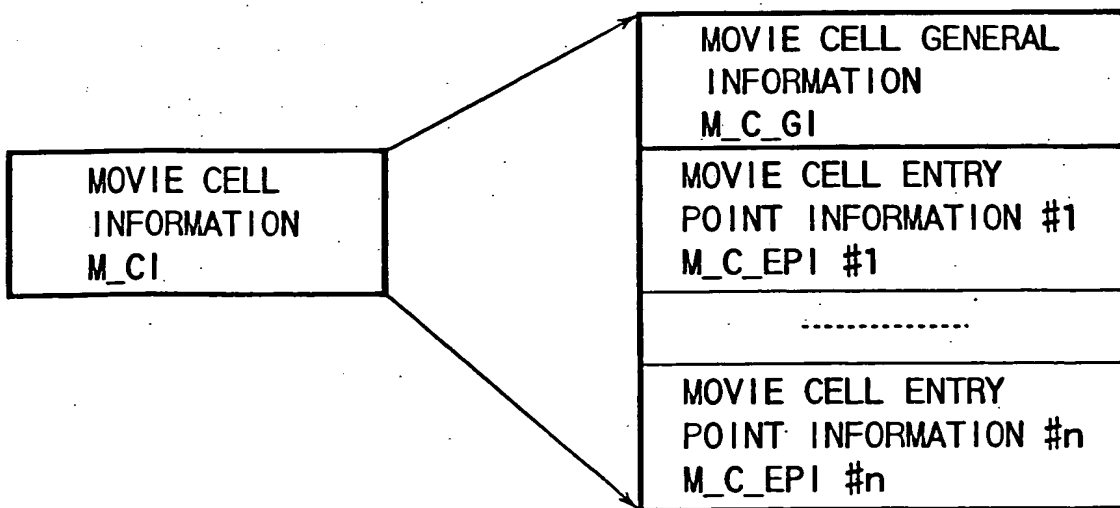 MOVIE CELL
INFORMATION
M_CI
MOVIE CELL GENERAL
INFORMATION
M_C_GI
MOVIE CELL ENTRY
POINT INFORMATION #1
M_C_EPI #1
---------------
MOVIE CELL ENTRY
POINT INFORMATION #n
M_C_EPI #n